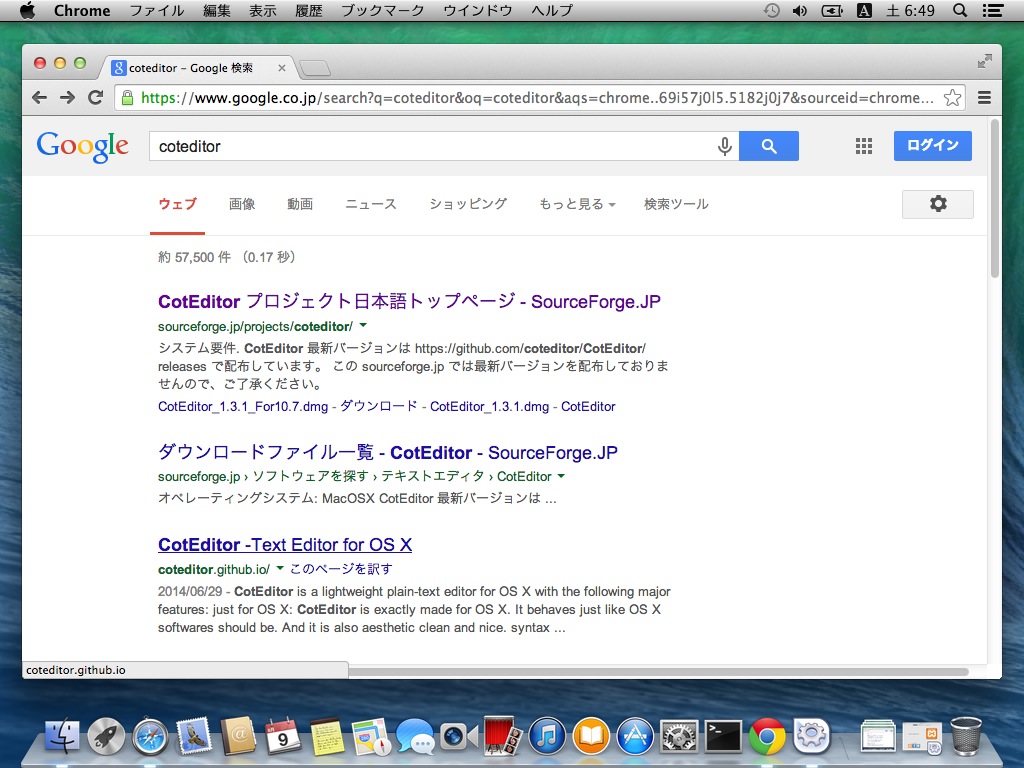 Chrome ファイル 編集 表示 履歴 ブックマーク ウインドウ ヘルプ A 土 6:49
coteditor - Google 検索
https://www.google.co.jp/search?q=coteditor&oq=coteditor&aqs=chrome..69i57j0l5.5182j0j7&sourceid=chrome...
Google coteditor ログイン
ウェブ 画像 動画 ニュース ショッピング もっと見る 検索ツール
約 57,500 件 (0.17 秒)
CotEditor プロジェクト日本語トップページ - SourceForge.JP
sourceforge.jp/projects/coteditor/
システム要件. CotEditor 最新バージョンは https://github.com/coteditor/CotEditor/
releases で配布しています。 この sourceforge.jp では最新バージョンを配布しておりま
せんので、ご了承ください。
CotEditor_1.3.1_For10.7.dmg - ダウンロード - CotEditor_1.3.1.dmg - CotEditor
ダウンロードファイル一覧 - CotEditor - SourceForge.JP
sourceforge.jp › ソフトウェアを探す › テキストエディタ › CotEditor
オペレーティングシステム: MacOSX CotEditor 最新バージョンは ...
CotEditor -Text Editor for OS X
coteditor.github.io/ このページを訳す
2014/06/29 - CotEditor is a lightweight plain-text editor for OS X with the following major
features: just for OS X: CotEditor is exactly made for OS X. It behaves just like OS X
softwares should be. And it is also aesthetic clean and nice. syntax ...
coteditor.github.io
9